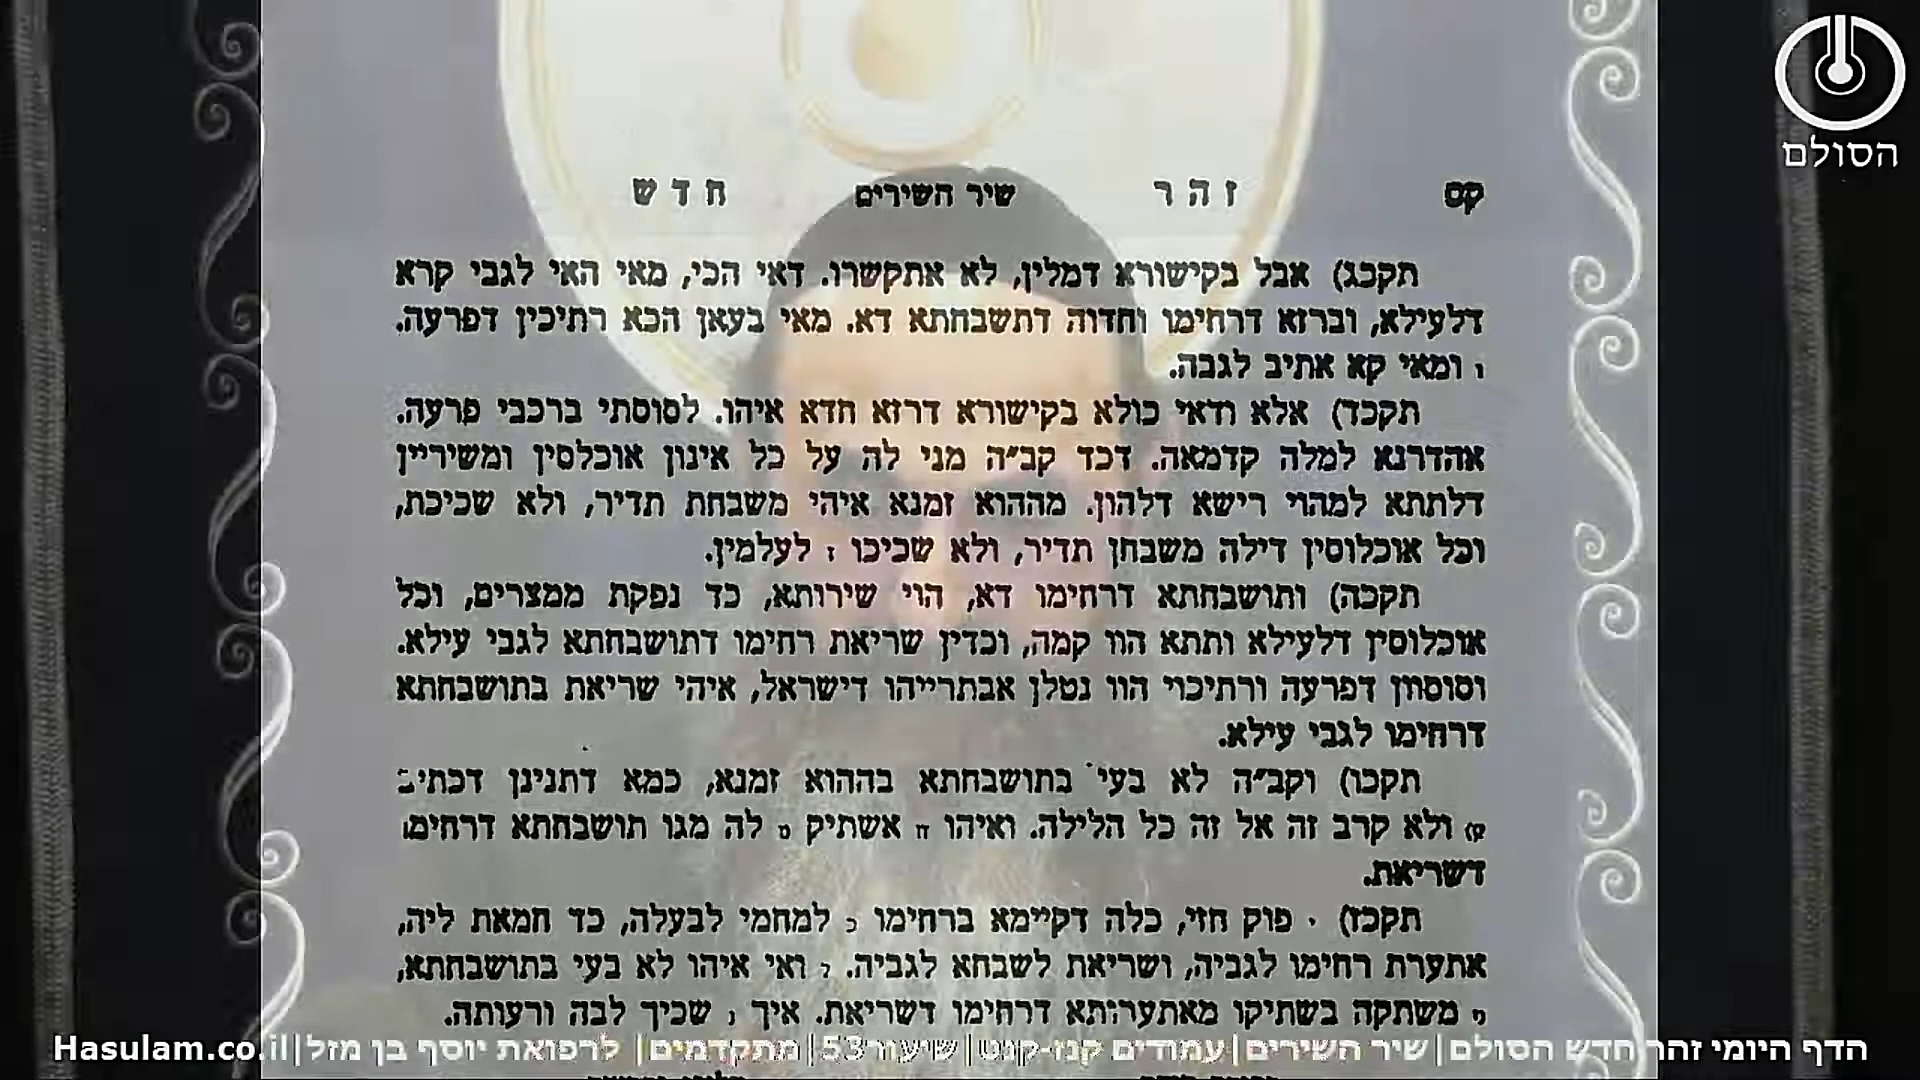 הסולם
קס
זהר
שיר השירים
חדש
תקכג) אבל בקישורא דמלין, לא אתקשרו. דאי הכי, מאי האי לגבי קרא
דלעילא, וברזא דרחימו וחדוה דתשבחתא דא. מאי בעאן הכא רתיכין דפרעה.
ו ומאי קא אתיב לגבה.
תקכד) אלא ודאי כולא בקישורא דרזא חדא איהו. לסוסתי ברכבי פרעה.
אהדרנא למלה קדמאה. דכד קב״ה מני לה על כל אינון אוכלסין ומשיריין
דלתתא למהוי רישא דלהון. מההוא זמנא איהי משבחת תדיר, ולא שכיכת,
וכל אוכלוסין דילה משבחן תדיר, ולא שכיכו ז לעלמין.
תקכה) ותושבחתא דרחימו דא, הוי שירותא, כד נפקת ממצרים, וכל
אוכלוסין דלעילא ותתא הוו קמה, וכדין שריאת רחימו דתושבחתא לגבי עילא.
וסוסוון דפרעה ורתיכוי הוו נטלן אבתרייהו דישראל, איהי שריאת בתושבחתא
דרחימו לגבי עילא.
תקכו) וקב״ה לא בעי בתושבחתא בההוא זמנא, כמא דתנינן דכתיב
ק) ולא קרב זה אל זה כל הלילה. ואיהו ח אשתיק ט לה מגו תושבחתא דרחימו
דשריאת.
תקכז) י פוק חזי, כלה דקיימא ברחימו כ למחמי לבעלה, כד חמאת ליה,
אתערת רחימו לגביה, ושריאת לשבחא לגביה. ל ואי איהו לא בעי בתושבחתא,
מ משתקה בשתיקו מאתערותא דרחימו דשריאת. איך נ שכיך לבה ורעותה.
הדף היומי זהר חדש הסולם|שיר השירים|עמודים קנז-קנט|שיעור53|מתקדמים| לרפואת יוסף בן מזל|Hasulam.co.il